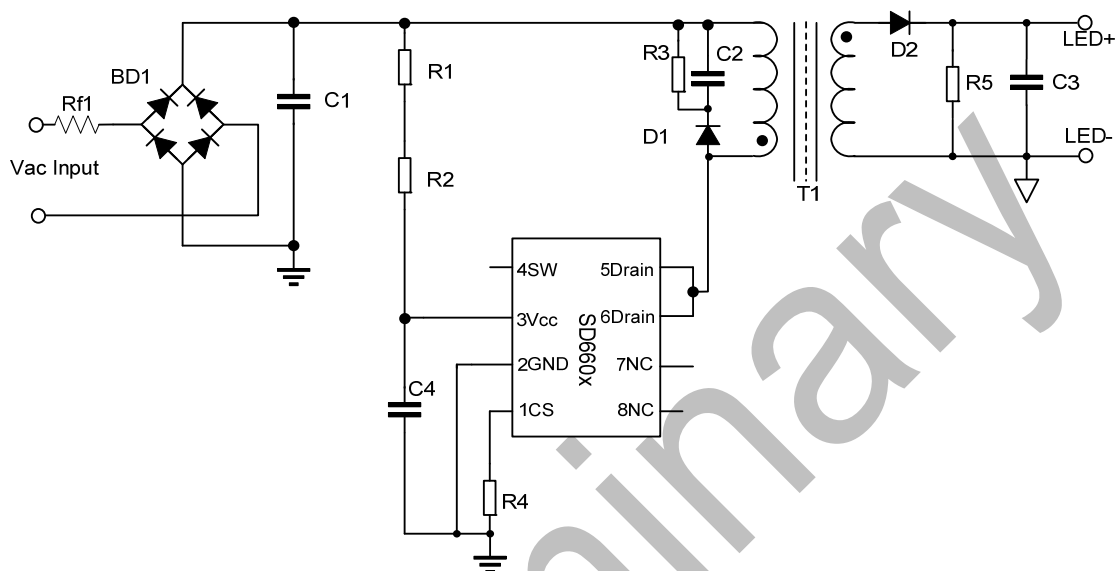 BD1
Rf1
Vac Input
C1
R1
R2
R3
C2
D1
T1
D2
R5
C3
LED+
LED-
4SW
3Vcc
2GND
1CS
SD660x
5Drain
6Drain
7NC
8NC
C4
R4